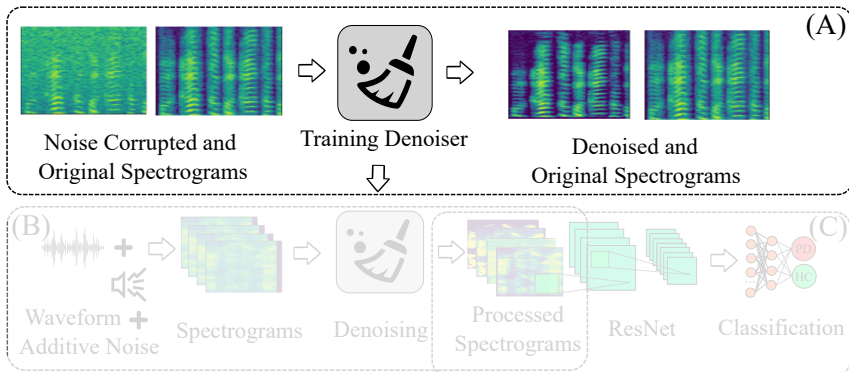 (A)
Noise Corrupted and
Original Spectrograms
Training Denoiser
Denoised and
Original Spectrograms
(B)
(C)
Waveform +
Additive Noise
Spectrograms
Denoising
Processed
Spectrograms
ResNet
PD
HC
Classification